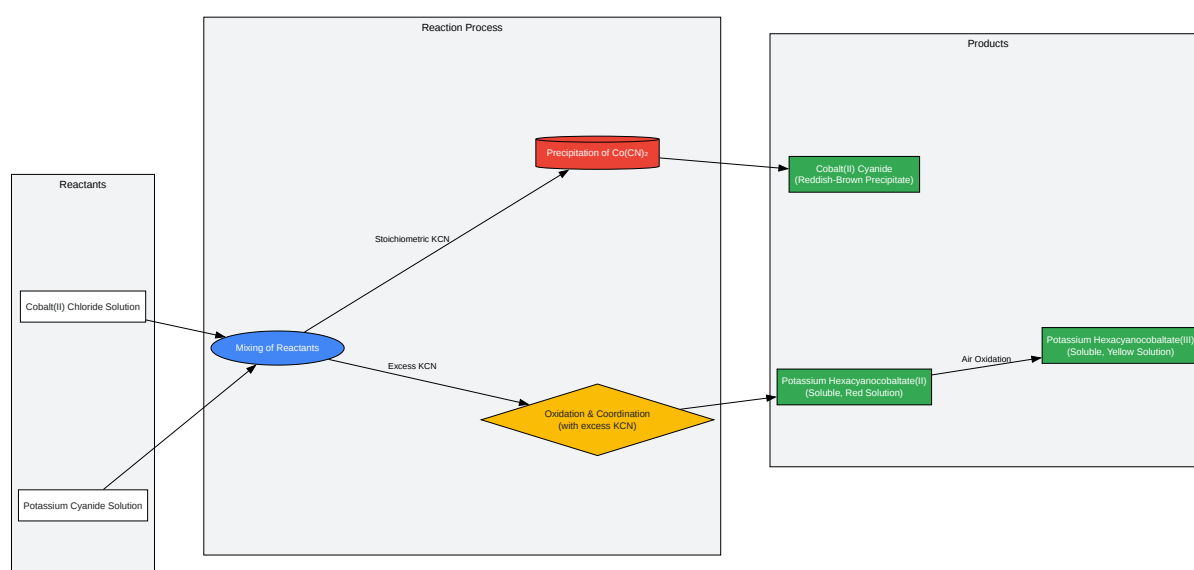 Reaction Process
Products
Precipitation of Co(CN)₂
Cobalt(II) Cyanide
(Reddish-Brown Precipitate)
Reactants
Stoichiometric KCN
Cobalt(II) Chloride Solution
Mixing of Reactants
Excess KCN
Potassium Hexacyanocobaltate(III)
(Soluble, Yellow Solution)
Air Oxidation
Potassium Hexacyanocobaltate(II)
(Soluble, Red Solution)
Oxidation & Coordination
(with excess KCN)
Potassium Cyanide Solution